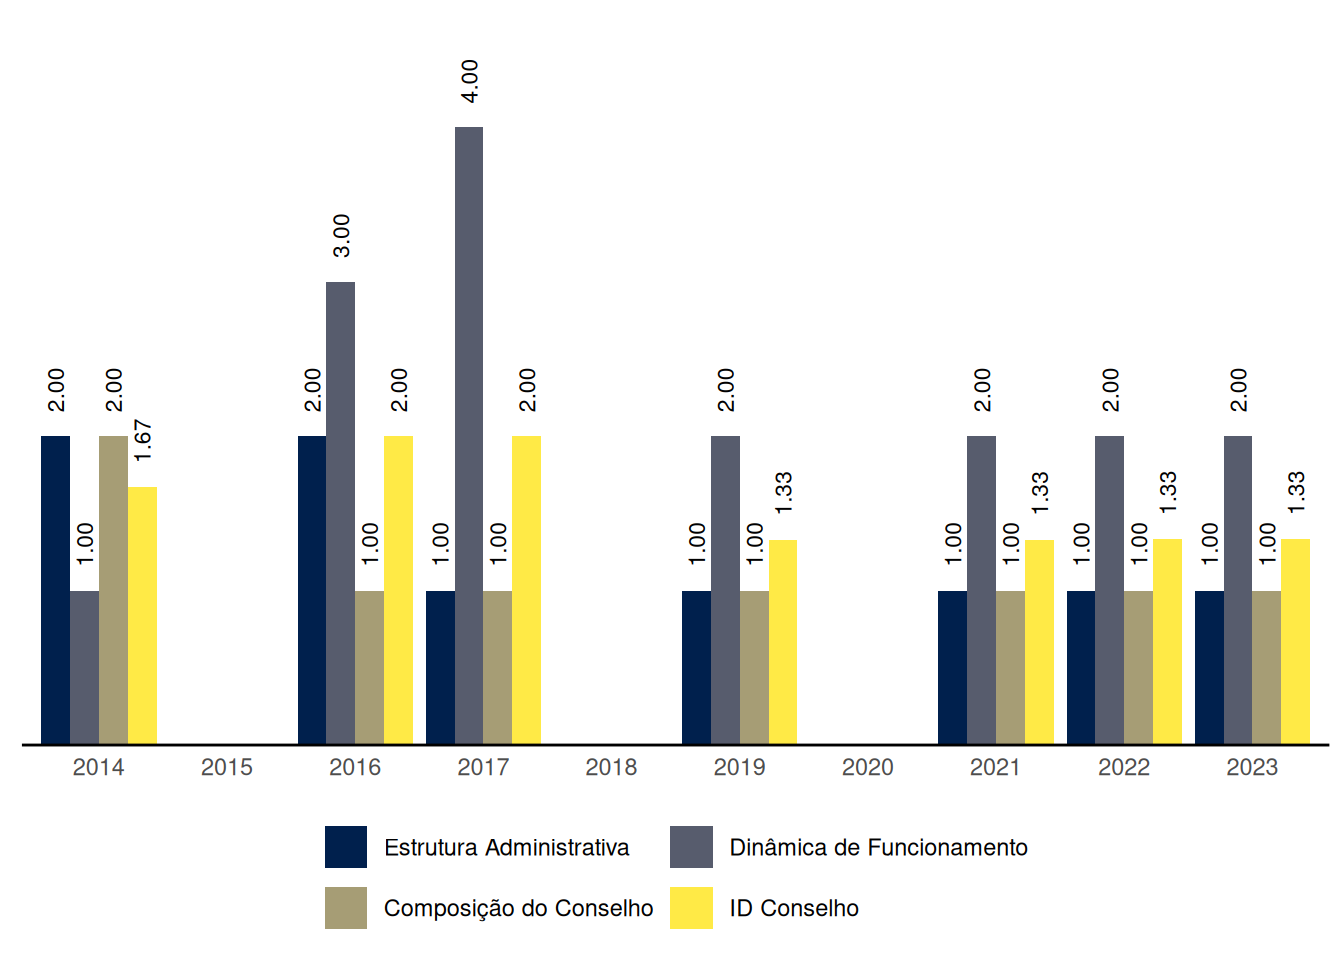 4.00
3.00
2.00 2.00 2.00 2.00 2.00 2.00 2.00 2.00 2.00
1.67
1.33 1.33 1.33 1.33
1.00 1.00 1.00 1.00 1.00 1.00 1.00 1.00 1.00 1.00 1.00 1.00
2014 2015 2016 2017 2018 2019 2020 2021 2022 2023
Estrutura Administrativa Dinâmica de Funcionamento
Composição do Conselho ID Conselho